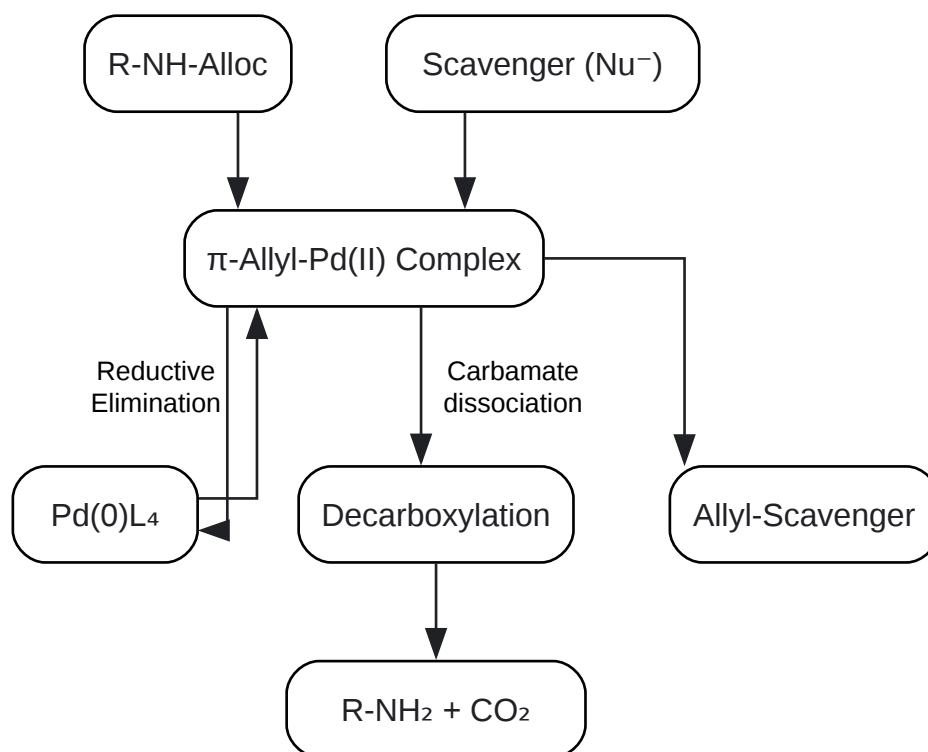 R-NH-Alloc
Scavenger (Nu⁻)
π-Allyl-Pd(II) Complex
Reductive
Elimination
Carbamate
dissociation
Pd(0)L₄
Decarboxylation
Allyl-Scavenger
R-NH₂ + CO₂